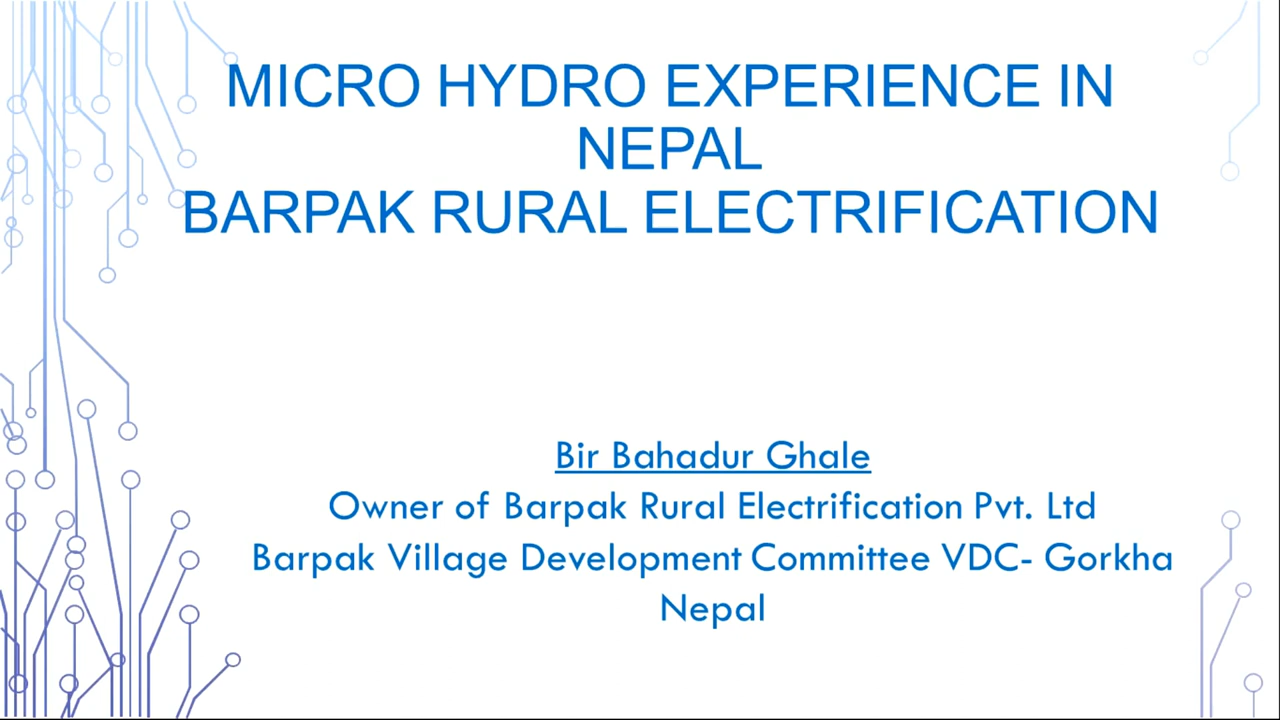 MICRO HYDRO EXPERIENCE IN
NEPAL
BARPAK RURAL ELECTRIFICATION
Bir Bahadur Ghale
Owner of Barpak Rural Electrification Pvt. Ltd
Barpak Village Development Committee VDC- Gorkha
Nepal